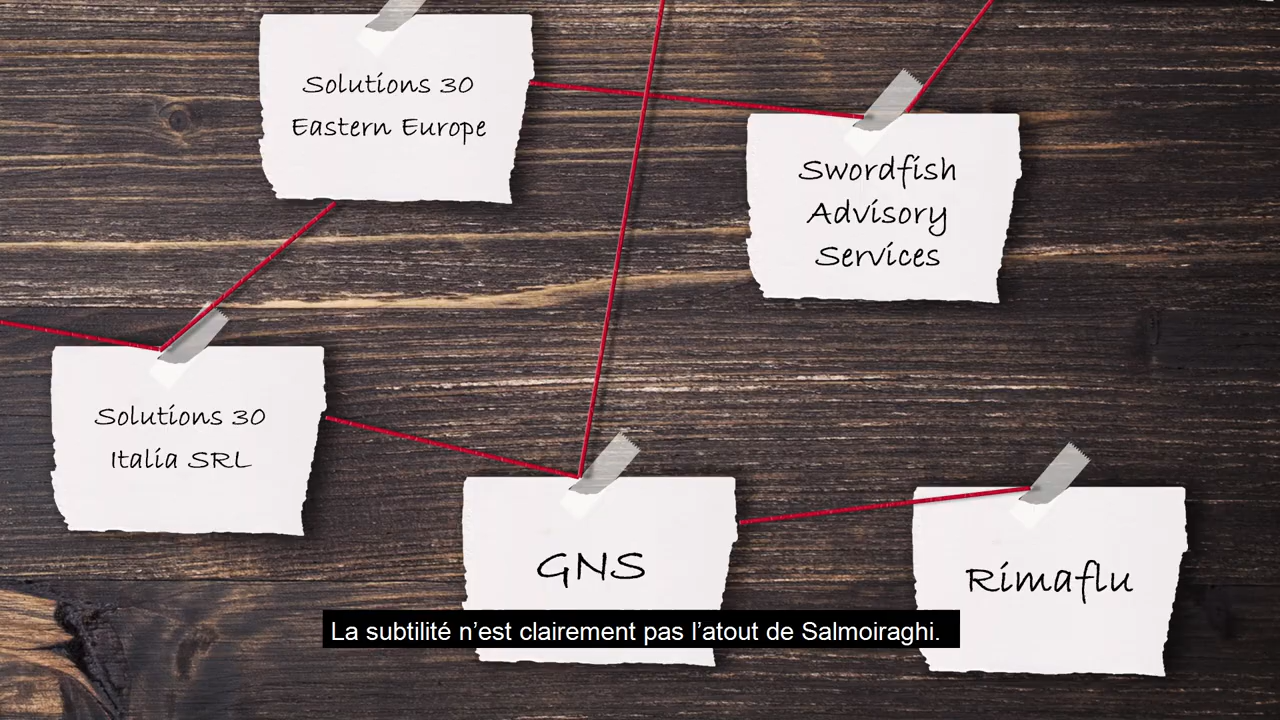 Solutions 30
Eastern Europe
Swordfish
Advisory
Services
Solutions 30
Italia SRL
GNS
Rimaflu
La subtilité n’est clairement pas l’atout de Salmoiraghi.